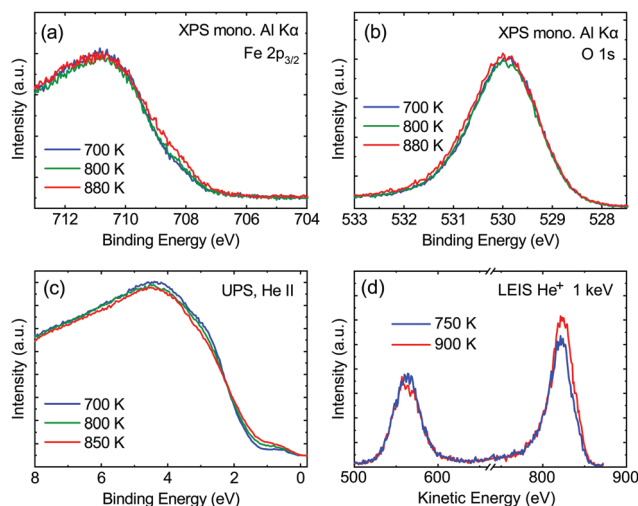 (a)
XPS mono. Al Kα
Fe 2p3/2
Intensity (a.u.)
700 K
800 K
880 K
712 710 708 706 704
Binding Energy (eV)
(b)
XPS mono. Al Kα
O 1s
Intensity (a.u.)
700 K
800 K
880 K
533 532 531 530 529 528
Binding Energy (eV)
(c)
UPS, He II
Intensity (a.u.)
700 K
800 K
850 K
8 6 4 2 0
Binding Energy (eV)
(d)
LEIS He+ 1 keV
Intensity (a.u.)
750 K
900 K
500 600 800 900
Kinetic Energy (eV)